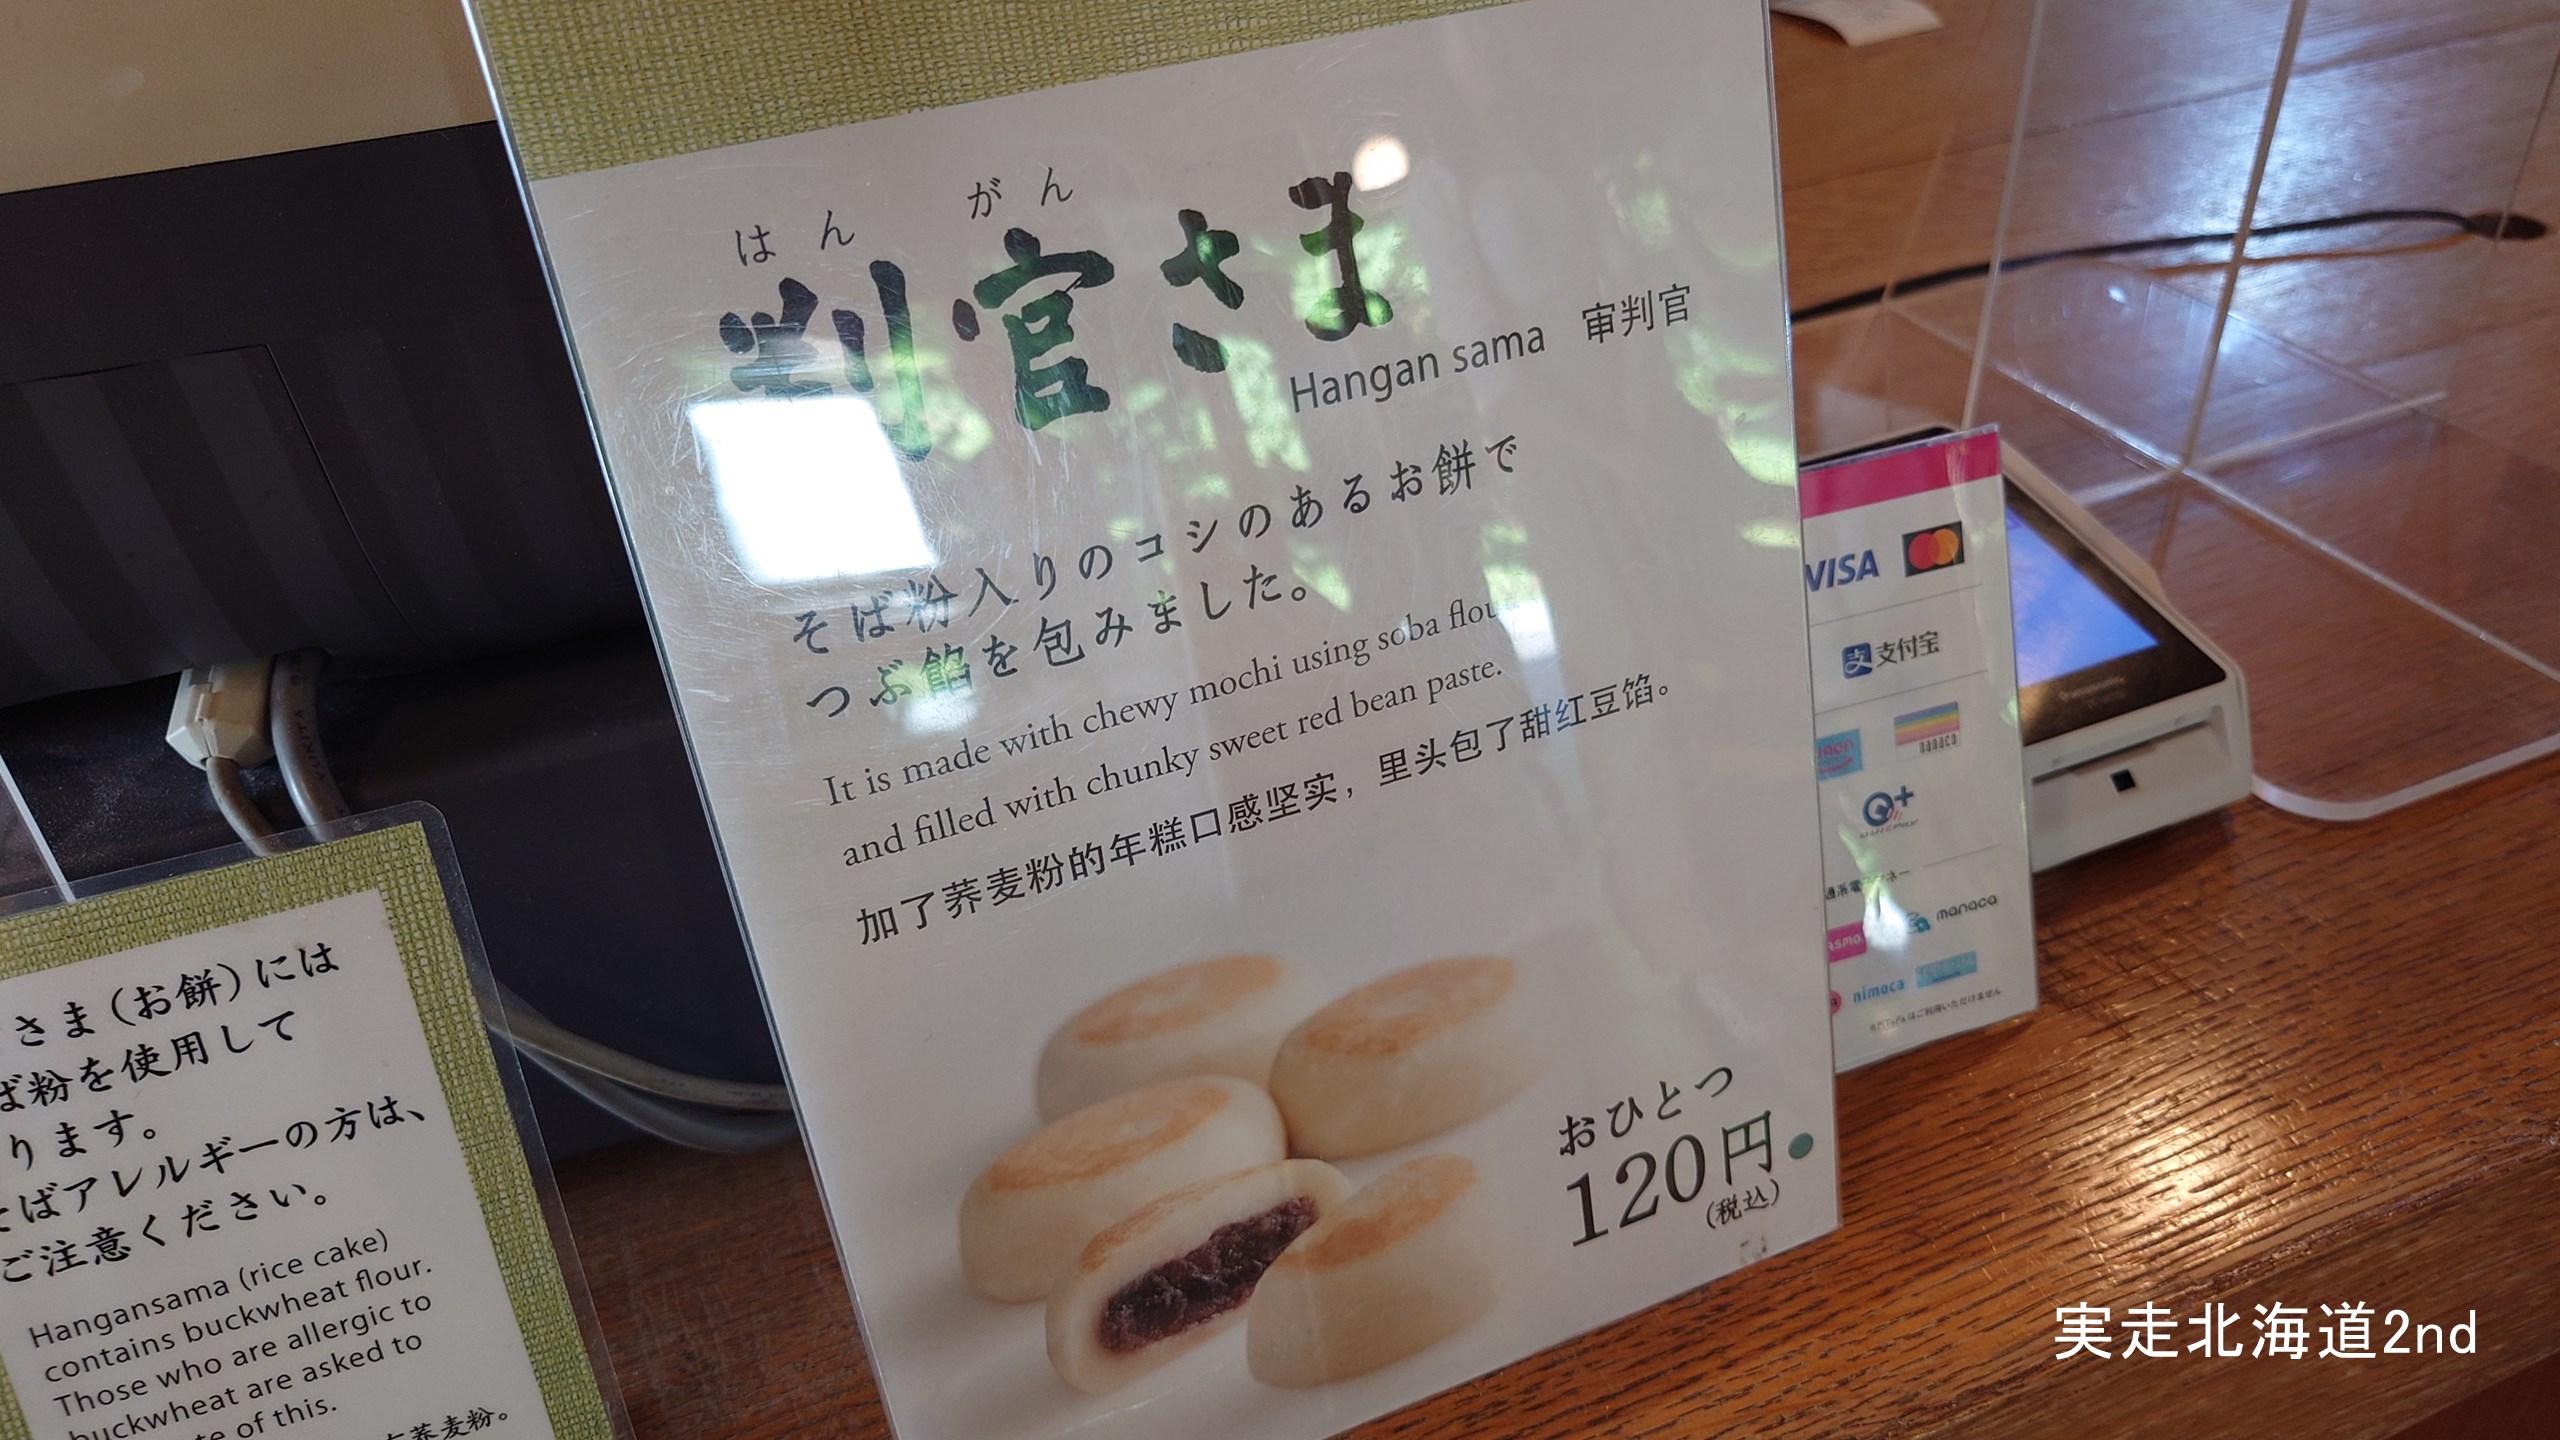 はんがん
判官さま
Hangan sama 审判官
そば粉入りのコシのあるお餅で
つぶ餡を包みました。
It is made with chewy mochi using soba flour
and filled with chunky sweet red bean paste.
加了荞麦粉的年糕口感坚实，里头包了甜红豆馅。
おひとつ
120円
(税込)
さま（お餅）には
ば粉を使用して
ります。
そばアレルギーの方は、
ご注意ください。
Hangansama (rice cake)
contains buckwheat flour.
Those who are allergic to
buckwheat are asked to
of this.
荞麦粉。
VISA
支付宝
nanaco
Q+
manaca
nimoca
実走北海道2nd